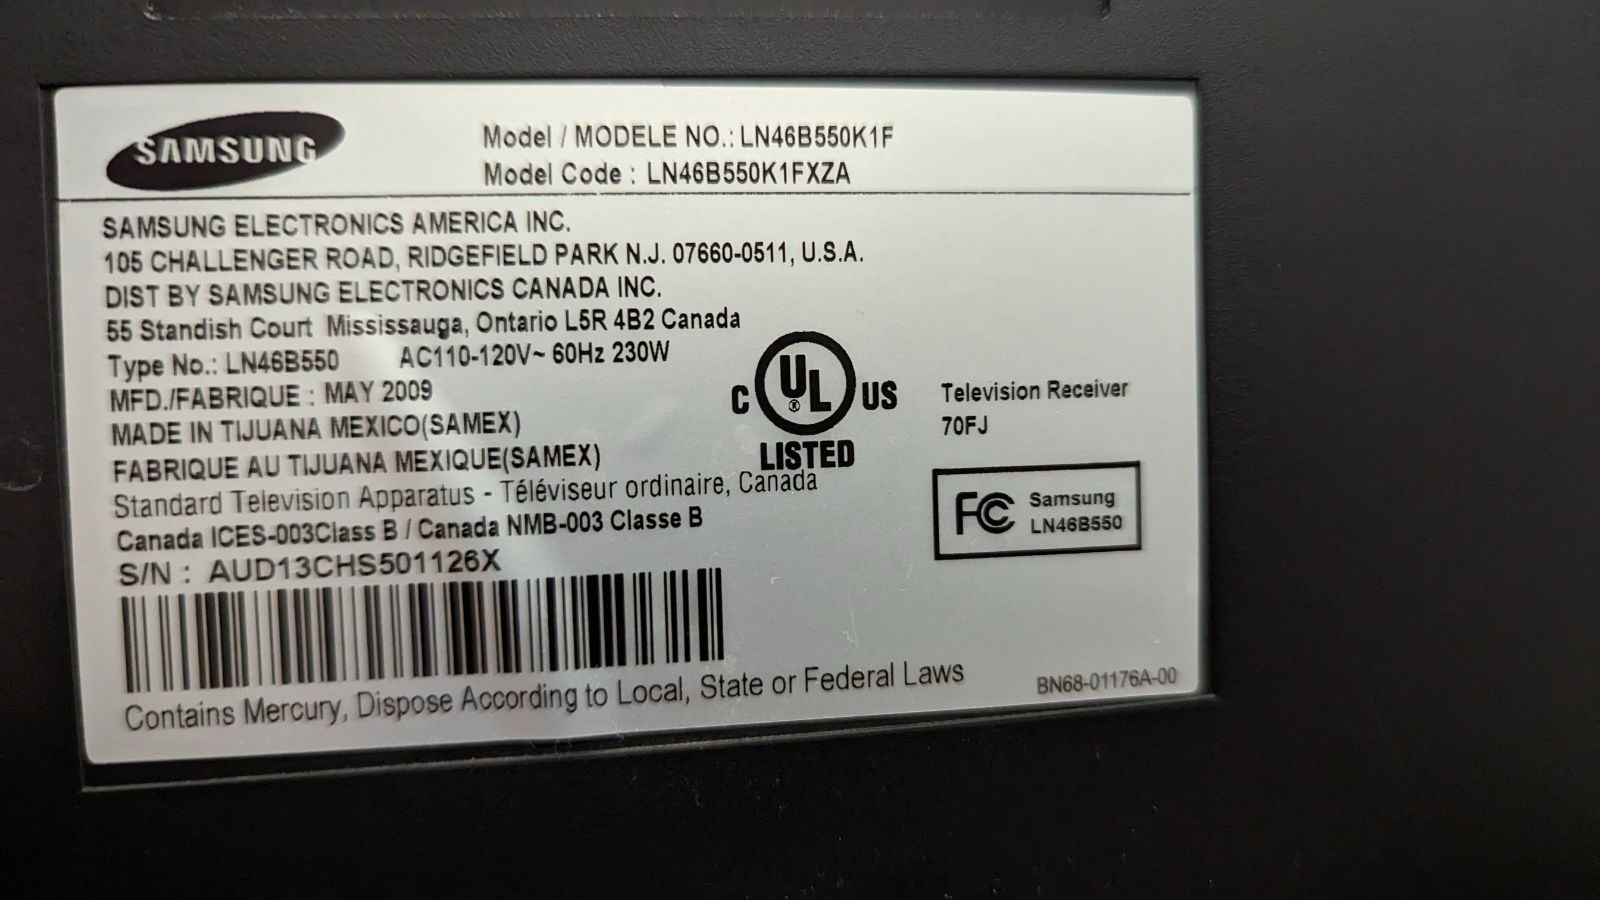 SAMSUNG
Model / MODELE NO.: LN46B550K1F
Model Code : LN46B550K1FXZA
SAMSUNG ELECTRONICS AMERICA INC.
105 CHALLENGER ROAD, RIDGEFIELD PARK N.J. 07660-0511, U.S.A.
DIST BY SAMSUNG ELECTRONICS CANADA INC.
55 Standish Court Mississauga, Ontario L5R 4B2 Canada
Type No.: LN46B550 AC110-120V~ 60Hz 230W
MFD./FABRIQUE : MAY 2009
MADE IN TIJUANA MEXICO(SAMEX)
FABRIQUE AU TIJUANA MEXIQUE(SAMEX)
Standard Television Apparatus - Téléviseur ordinaire, Canada
Canada ICES-003Class B / Canada NMB-003 Classe B
S/N : AUD13CHS501126X
C UL ® US
LISTED
Television Receiver
70FJ
FC Samsung
LN46B550
Contains Mercury, Dispose According to Local, State or Federal Laws
BN68-01176A-00